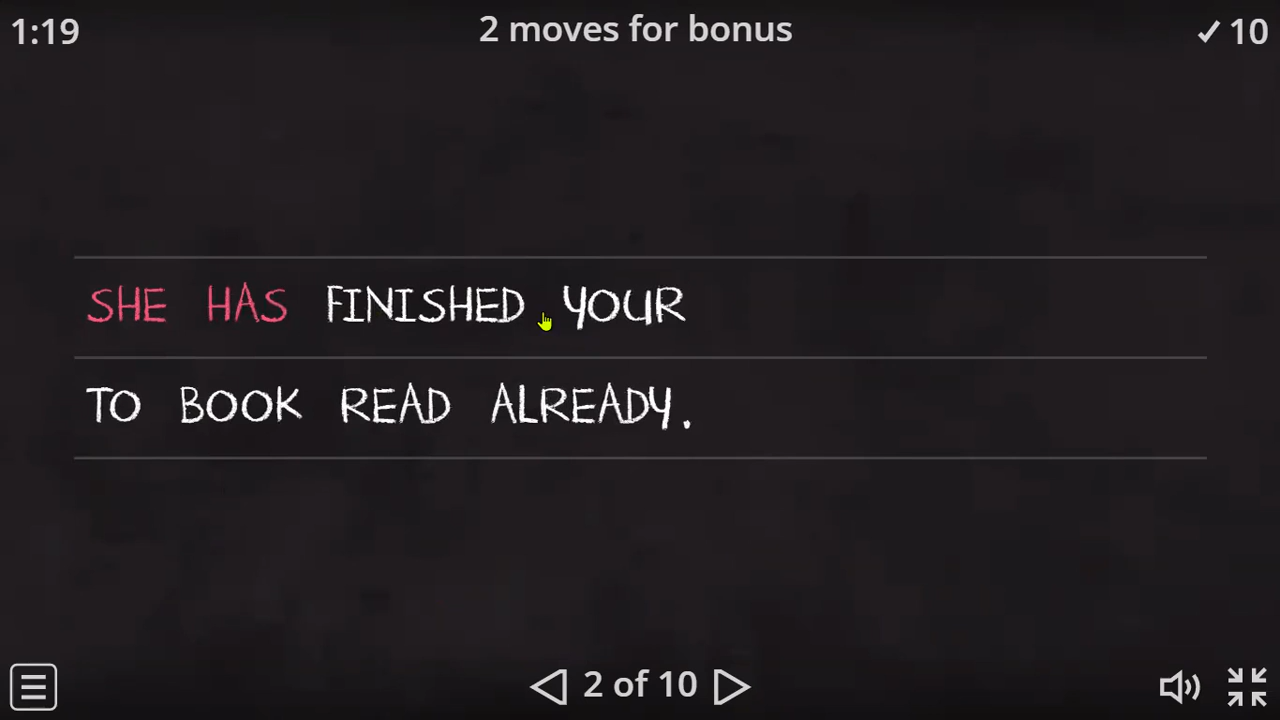 1:19
2 moves for bonus
✓ 10
SHE HAS FINISHED YOUR
TO BOOK READ ALREADY.
2 of 10